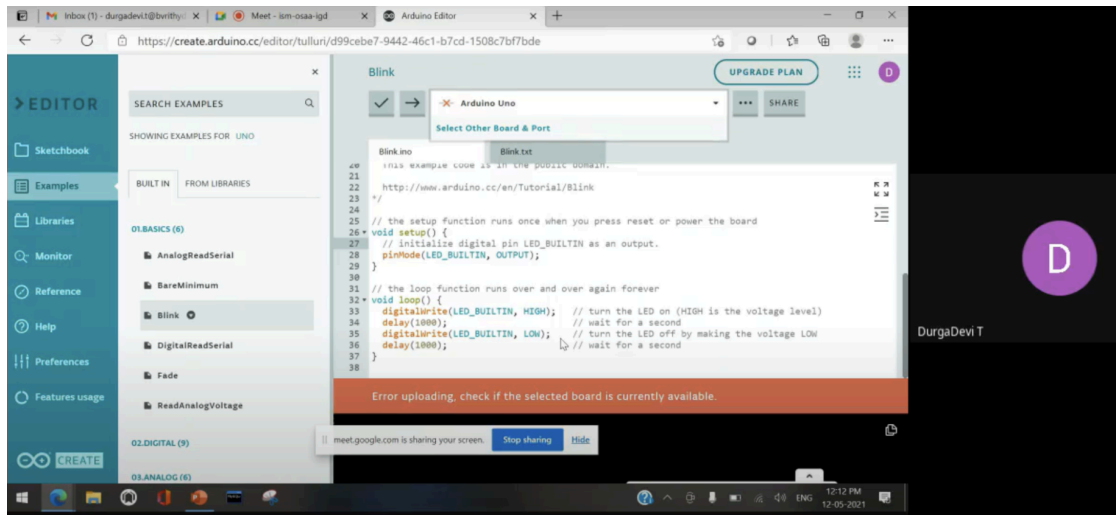 Inbox (1) - durgadevi.t@bvrithyd
Meet - ism-osaa-igd
Arduino Editor
https://create.arduino.cc/editor/tulluri/d99cebe7-9442-46c1-b7cd-1508c7bf7bde
EDITOR
Sketchbook
Examples
Libraries
Monitor
Reference
Help
Preferences
Features usage
CREATE
SEARCH EXAMPLES
SHOWING EXAMPLES FOR UNO
BUILT IN FROM LIBRARIES
01.BASICS (6)
AnalogReadSerial
BareMinimum
Blink
DigitalReadSerial
Fade
ReadAnalogVoltage
02.DIGITAL (9)
03.ANALOG (6)
Blink
UPGRADE PLAN
D
Arduino Uno
SHARE
Select Other Board & Port
Blink.ino Blink.txt
20 This example code is in the public domain.
21
22 http://www.arduino.cc/en/Tutorial/Blink
23 */
24
25 // the setup function runs once when you press reset or power the board
26 void setup() {
27 // initialize digital pin LED_BUILTIN as an output.
28 pinMode(LED_BUILTIN, OUTPUT);
29 }
30
31 // the loop function runs over and over again forever
32 void loop() {
33 digitalWrite(LED_BUILTIN, HIGH); // turn the LED on (HIGH is the voltage level)
34 delay(1000); // wait for a second
35 digitalWrite(LED_BUILTIN, LOW); // turn the LED off by making the voltage LOW
36 delay(1000); // wait for a second
37 }
38
Error uploading, check if the selected board is currently available.
meet.google.com is sharing your screen. Stop sharing Hide
ENG
12:12 PM
12-05-2021
D
DurgaDevi T